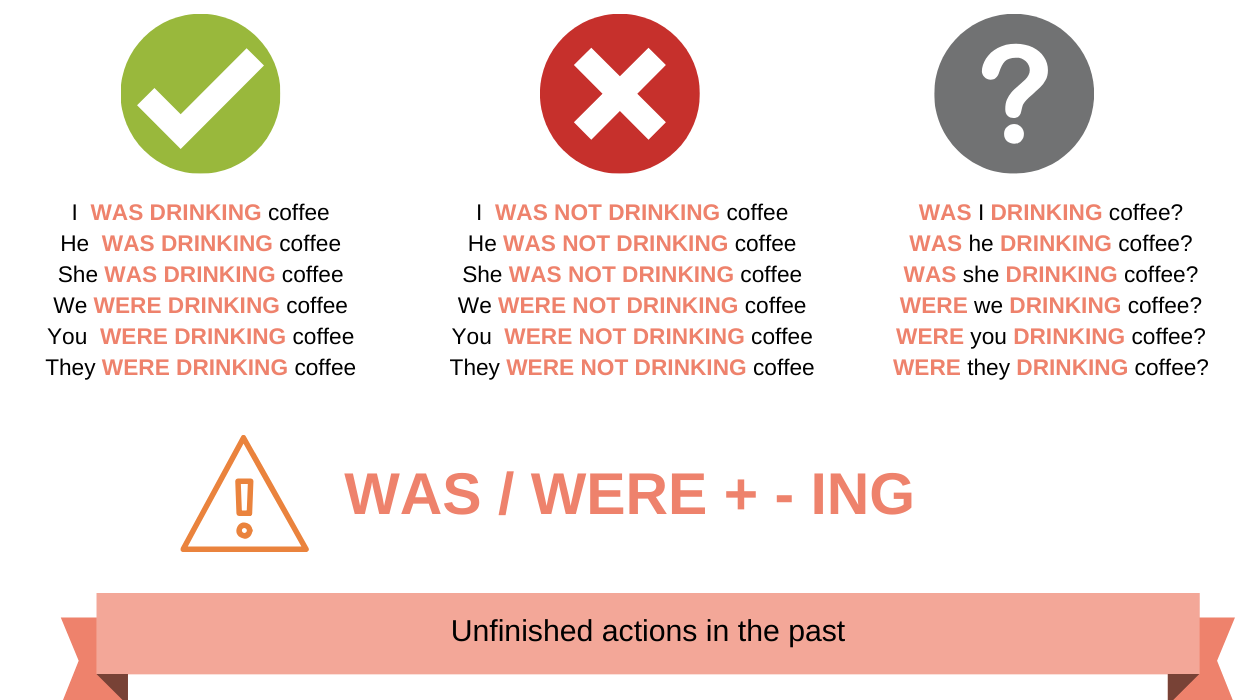 I WAS DRINKING coffee
He WAS DRINKING coffee
She WAS DRINKING coffee
We WERE DRINKING coffee
You WERE DRINKING coffee
They WERE DRINKING coffee
I WAS NOT DRINKING coffee
He WAS NOT DRINKING coffee
She WAS NOT DRINKING coffee
We WERE NOT DRINKING coffee
You WERE NOT DRINKING coffee
They WERE NOT DRINKING coffee
WAS I DRINKING coffee?
WAS he DRINKING coffee?
WAS she DRINKING coffee?
WERE we DRINKING coffee?
WERE you DRINKING coffee?
WERE they DRINKING coffee?
WAS / WERE + - ING
Unfinished actions in the past